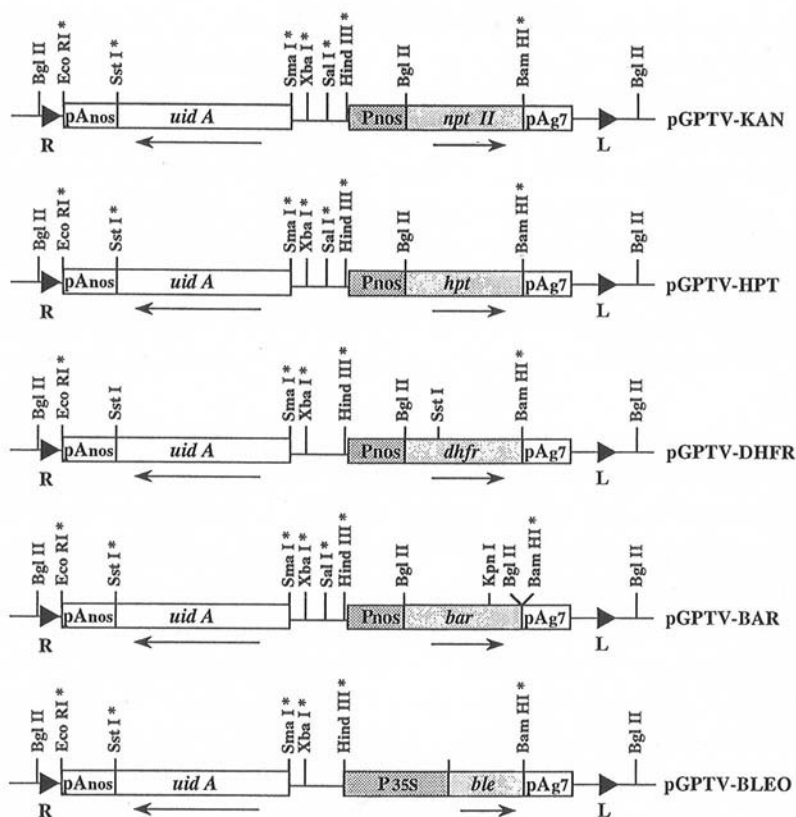 Bgl II Eco RI * Sst I * Sma I * Xba I * Sal I * Hind III * Bgl II Bam HI * Bgl II
pAnos uid A Pnos npt II pAg7 pGPTV-KAN
R L
Bgl II Eco RI * Sst I * Sma I * Xba I * Sal I * Hind III * Bgl II Bam HI * Bgl II
pAnos uid A Pnos hpt pAg7 pGPTV-HPT
R L
Bgl II Eco RI * Sst I Sma I * Xba I * Hind III * Bgl II Sst I Bam HI * Bgl II
pAnos uid A Pnos dhfr pAg7 pGPTV-DHFR
R L
Bgl II Eco RI * Sst I * Sma I * Xba I * Sal I * Hind III * Bgl II Kpn I Bgl II Bam HI * Bgl II
pAnos uid A Pnos bar pAg7 pGPTV-BAR
R L
Bgl II Eco RI * Sst I * Sma I * Xba I * Hind III * Bam HI * Bgl II
pAnos uid A P35S ble pAg7 pGPTV-BLEO
R L